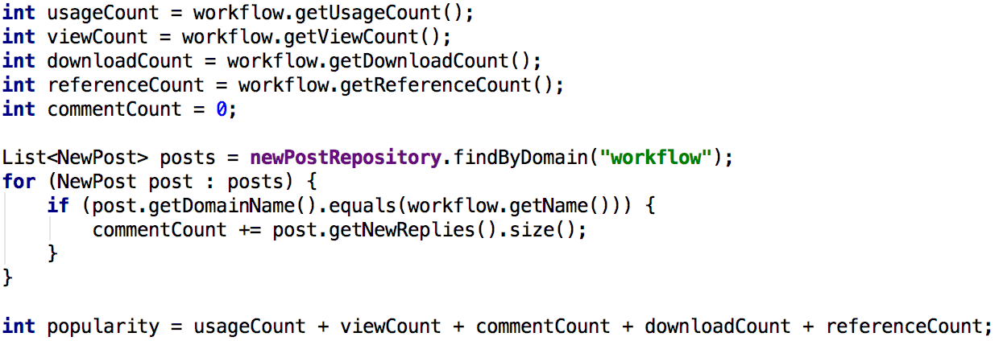 int usageCount = workflow.getUsageCount();
int viewCount = workflow.getViewCount();
int downloadCount = workflow.getDownloadCount();
int referenceCount = workflow.getReferenceCount();
int commentCount = 0;
List<NewPost> posts = newPostRepository.findByDomain("workflow");
for (NewPost post : posts) {
    if (post.getDomainName().equals(workflow.getName())) {
        commentCount += post.getNewReplies().size();
    }
}
int popularity = usageCount + viewCount + commentCount + downloadCount + referenceCount;